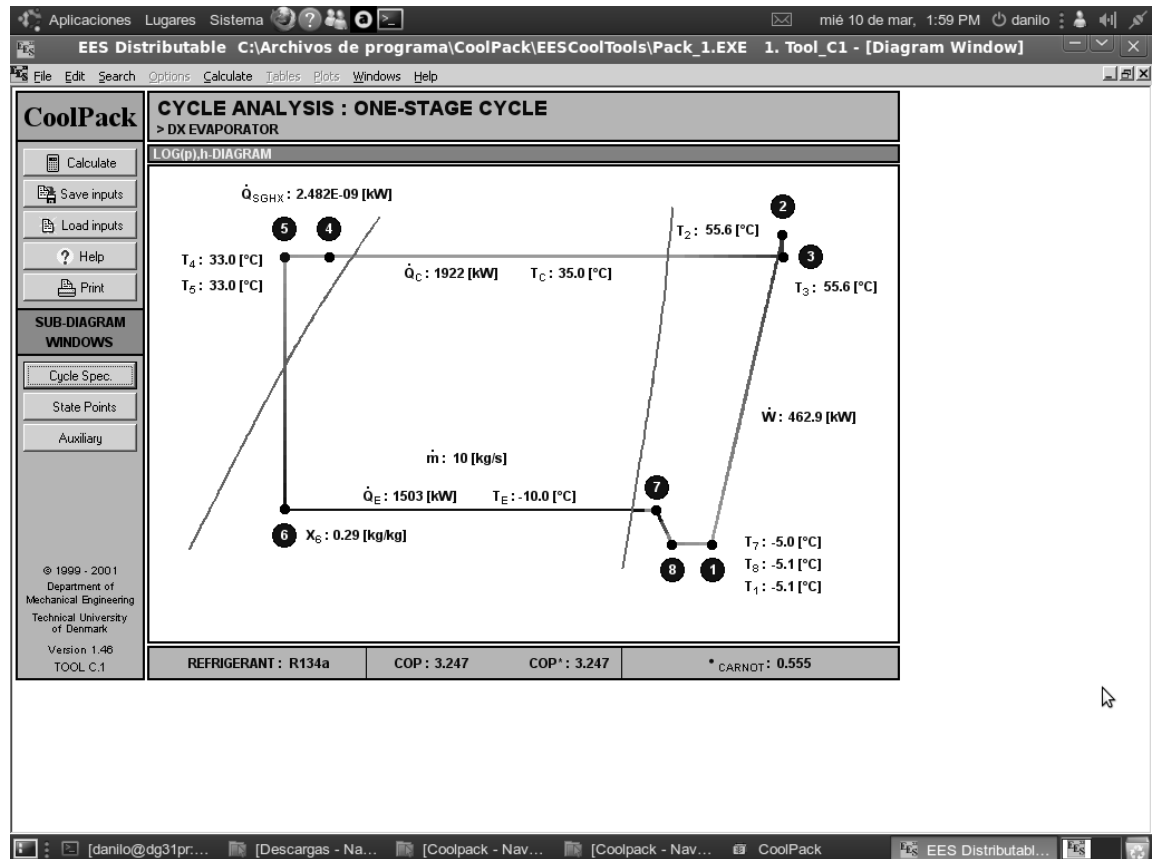 Aplicaciones Lugares Sistema mié 10 de mar, 1:59 PM danilo
EES Distributable C:\Archivos de programa\CoolPack\EESCoolTools\Pack_1.EXE 1. Tool_C1 - [Diagram Window]
File Edit Search Options Calculate Tables Plots Windows Help
CoolPack
CYCLE ANALYSIS : ONE-STAGE CYCLE
> DX EVAPORATOR
LOG(p),h-DIAGRAM
Calculate
Save inputs
Load inputs
? Help
Print
SUB-DIAGRAM
WINDOWS
Cycle Spec.
State Points
Auxiliary
© 1999 - 2001
Department of
Mechanical Engineering
Technical University
of Denmark
Version 1.46
TOOL C.1
Q̇SGHX : 2.482E-09 [kW]
5 4
2
T2 : 55.6 [°C]
3
T4 : 33.0 [°C]
T5 : 33.0 [°C]
Q̇C : 1922 [kW] TC : 35.0 [°C]
T3 : 55.6 [°C]
Ẇ : 462.9 [kW]
ṁ : 10 [kg/s]
Q̇E : 1503 [kW] TE : -10.0 [°C]
7
6 X6 : 0.29 [kg/kg]
8 1
T7 : -5.0 [°C]
T8 : -5.1 [°C]
T1 : -5.1 [°C]
REFRIGERANT : R134a COP : 3.247 COP* : 3.247 • CARNOT : 0.555
[danilo@dg31pr:... [Descargas - Na... [Coolpack - Nav... [Coolpack - Nav... CoolPack EES Distributabl...